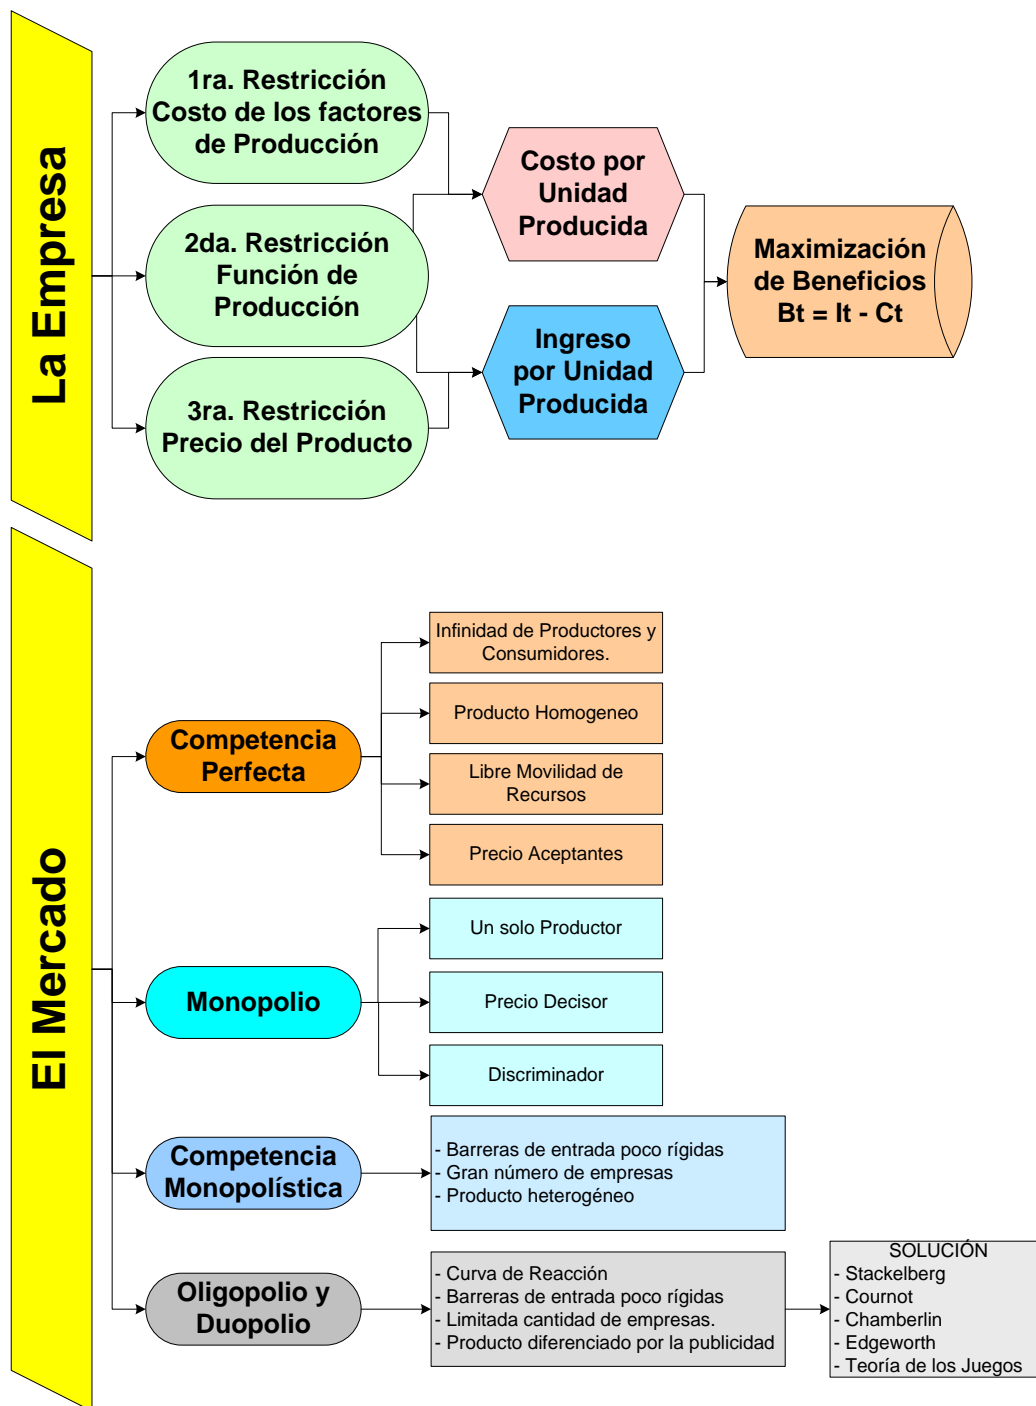 La Empresa
1ra. Restricción
Costo de los factores
de Producción
2da. Restricción
Función de
Producción
3ra. Restricción
Precio del Producto
Costo por
Unidad
Producida
Ingreso
por Unidad
Producida
Maximización
de Beneficios
Bt = It - Ct
El Mercado
Competencia
Perfecta
Infinidad de Productores y
Consumidores.
Producto Homogeneo
Libre Movilidad de
Recursos
Precio Aceptantes
Monopolio
Un solo Productor
Precio Decisor
Discriminador
Competencia
Monopolística
- Barreras de entrada poco rígidas
- Gran número de empresas
- Producto heterogéneo
Oligopolio y
Duopolio
- Curva de Reacción
- Barreras de entrada poco rígidas
- Limitada cantidad de empresas.
- Producto diferenciado por la publicidad
SOLUCIÓN
- Stackelberg
- Cournot
- Chamberlin
- Edgeworth
- Teoría de los Juegos